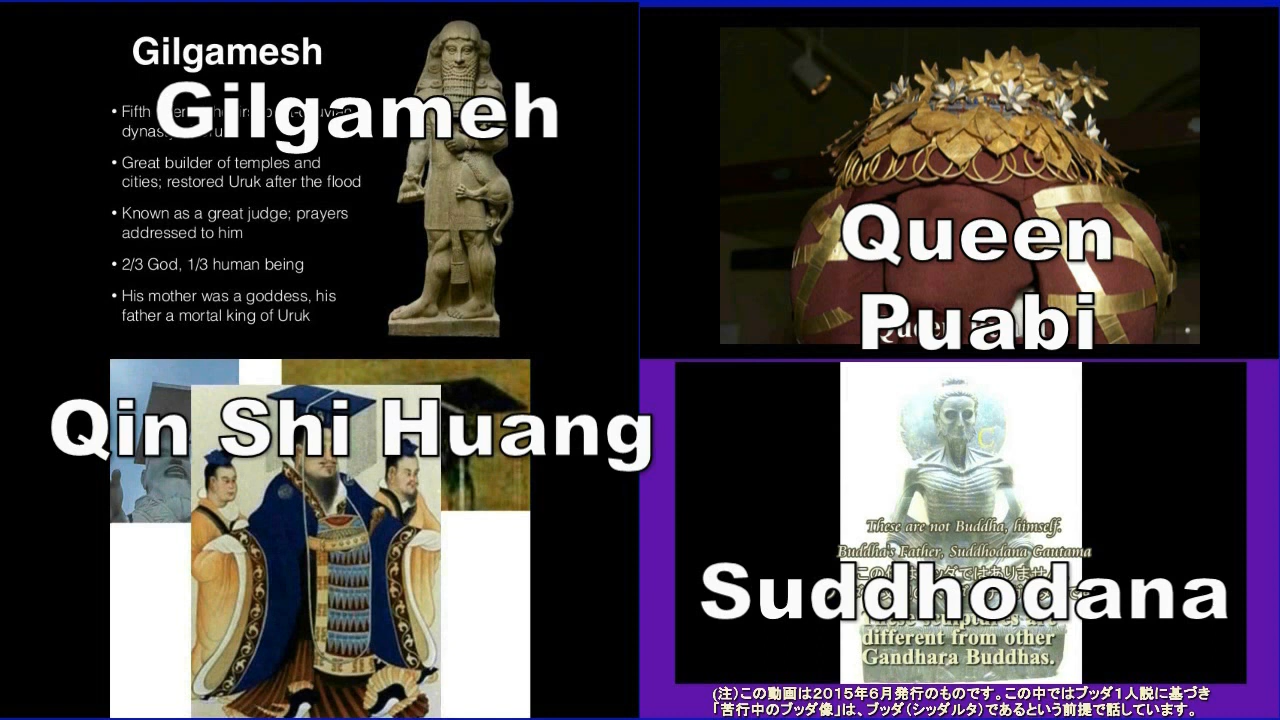 Gilgamesh
Gilgameh
• Fifth
dynas
• Great builder of temples and
cities; restored Uruk after the flood
• Known as a great judge; prayers
addressed to him
• 2/3 God, 1/3 human being
• His mother was a goddess, his
father a mortal king of Uruk
Queen
Puabi
Qin Shi Huang
These are not Buddha, himself.
Buddha's Father, Suddhodana Gautama
Suddhodana
different from other
Gandhara Buddhas.
(注)この動画は2015年6月発行のものです。この中ではブッダ1人説に基づき
「苦行中のブッダ像」は、ブッダ(シッダルタ)であるという前提で話しています。